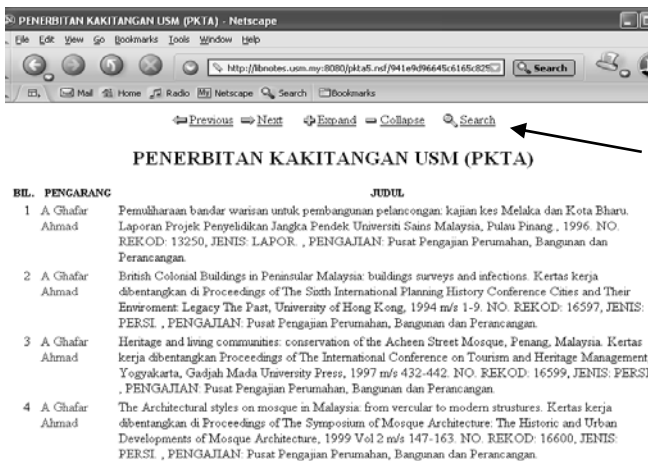 PENERBITAN KAKITANGAN USM (PKTA) - Netscape
File Edit View Go Bookmarks Tools Window Help
http://libnotes.usm.my:8080/pkta5.nsf/941e9d96645c6165c825 Search
Mail Home Radio My Netscape Search Bookmarks
Previous Next Expand Collapse Search
PENERBITAN KAKITANGAN USM (PKTA)
BIL. PENGARANG JUDUL
1 A Ghafar Pemuliharaan bandar warisan untuk pembangunan pelancongan: kajian kes Melaka dan Kota Bharu.
Ahmad Laporan Projek Penyelidikan Jangka Pendek Universiti Sains Malaysia, Pulau Pinang., 1996. NO.
REKOD: 13250, JENIS: LAPOR. , PENGAJIAN: Pusat Pengajian Perumahan, Bangunan dan
Perancangan.
2 A Ghafar British Colonial Buildings in Peninsular Malaysia: buildings surveys and infections. Kertas kerja
Ahmad dibentangkan di Proceedings of The Sixth International Planning History Conference Cities and Their
Enviroment: Legacy The Past, University of Hong Kong, 1994 m/s 1-9. NO. REKOD: 16597, JENIS:
PERSI. , PENGAJIAN: Pusat Pengajian Perumahan, Bangunan dan Perancangan.
3 A Ghafar Heritage and living communities: conservation of the Acheen Street Mosque, Penang, Malaysia. Kertas
Ahmad kerja dibentangkan Proceedings of The International Conference on Tourism and Heritage Management,
Yogyakarta, Gadjah Mada University Press, 1997 m/s 432-442. NO. REKOD: 16599, JENIS: PERSI
, PENGAJIAN: Pusat Pengajian Perumahan, Bangunan dan Perancangan.
4 A Ghafar The Architectural styles on mosque in Malaysia: from vercular to modern strustures. Kertas kerja
Ahmad dibentangkan di Proceedings of The Symposium of Mosque Architecture: The Historic and Urban
Developments of Mosque Architecture, 1999 Vol 2 m/s 147-163. NO. REKOD: 16600, JENIS:
PERSI. , PENGAJIAN: Pusat Pengajian Perumahan, Bangunan dan Perancangan.